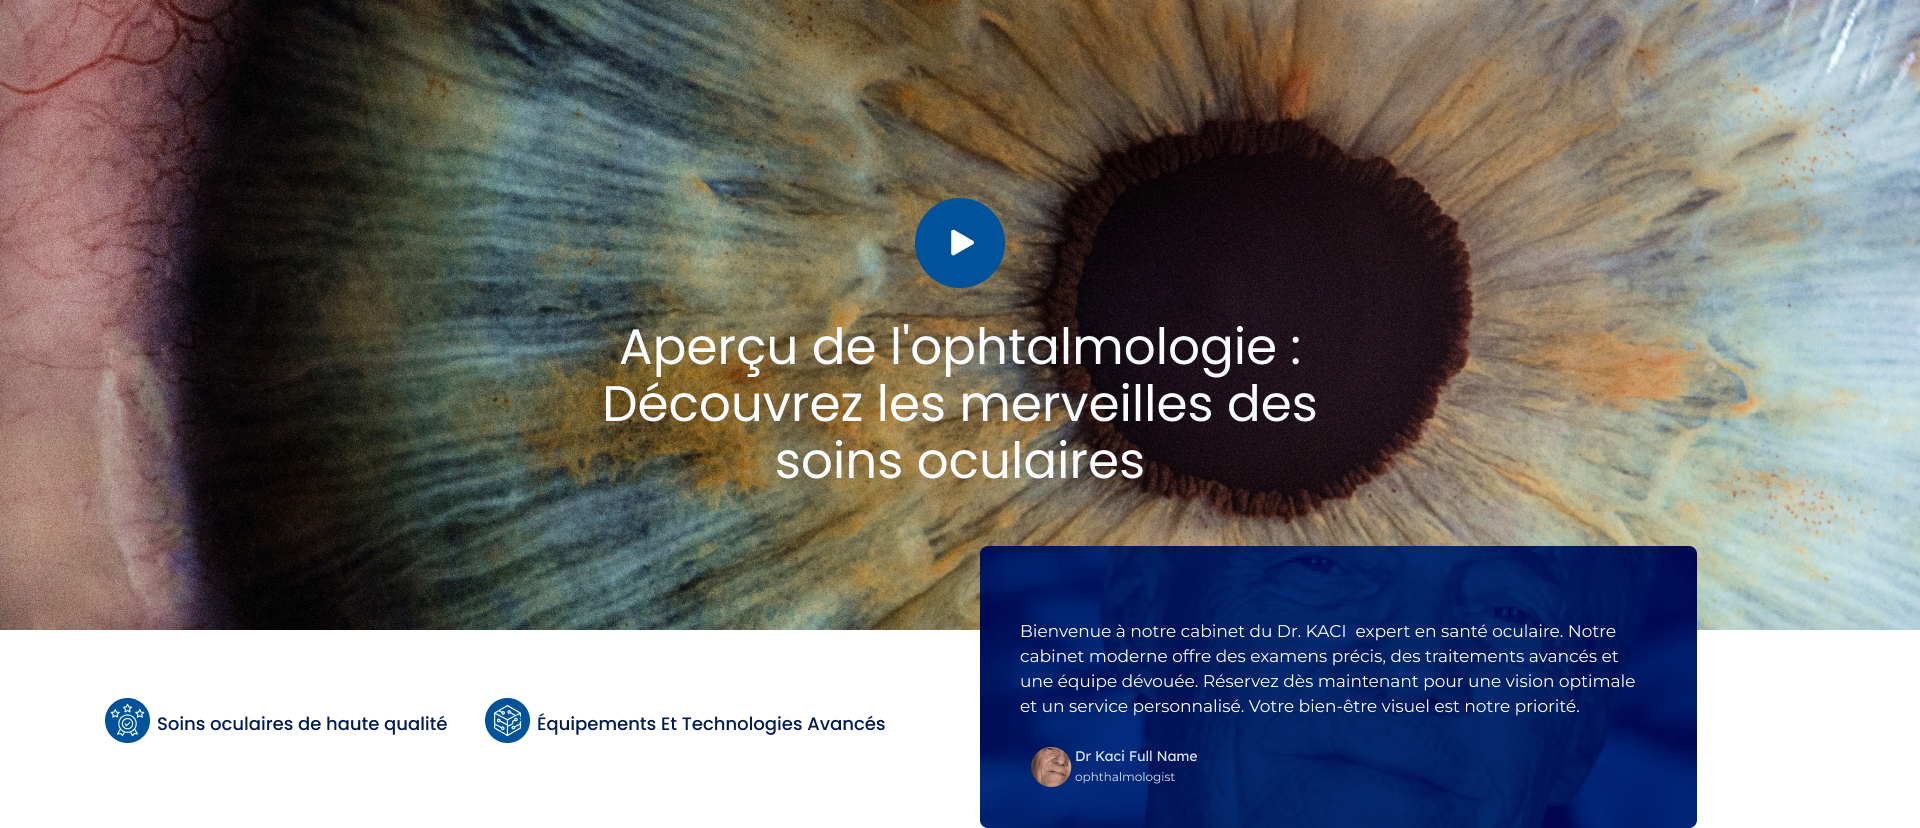 Aperçu de l'ophtalmologie :
Découvrez les merveilles des
soins oculaires
Bienvenue à notre cabinet du Dr. KACI  expert en santé oculaire. Notre
cabinet moderne offre des examens précis, des traitements avancés et
une équipe dévouée. Réservez dès maintenant pour une vision optimale
et un service personnalisé. Votre bien-être visuel est notre priorité.
Dr Kaci Full Name
ophthalmologist
Soins oculaires de haute qualité
Équipements Et Technologies Avancés